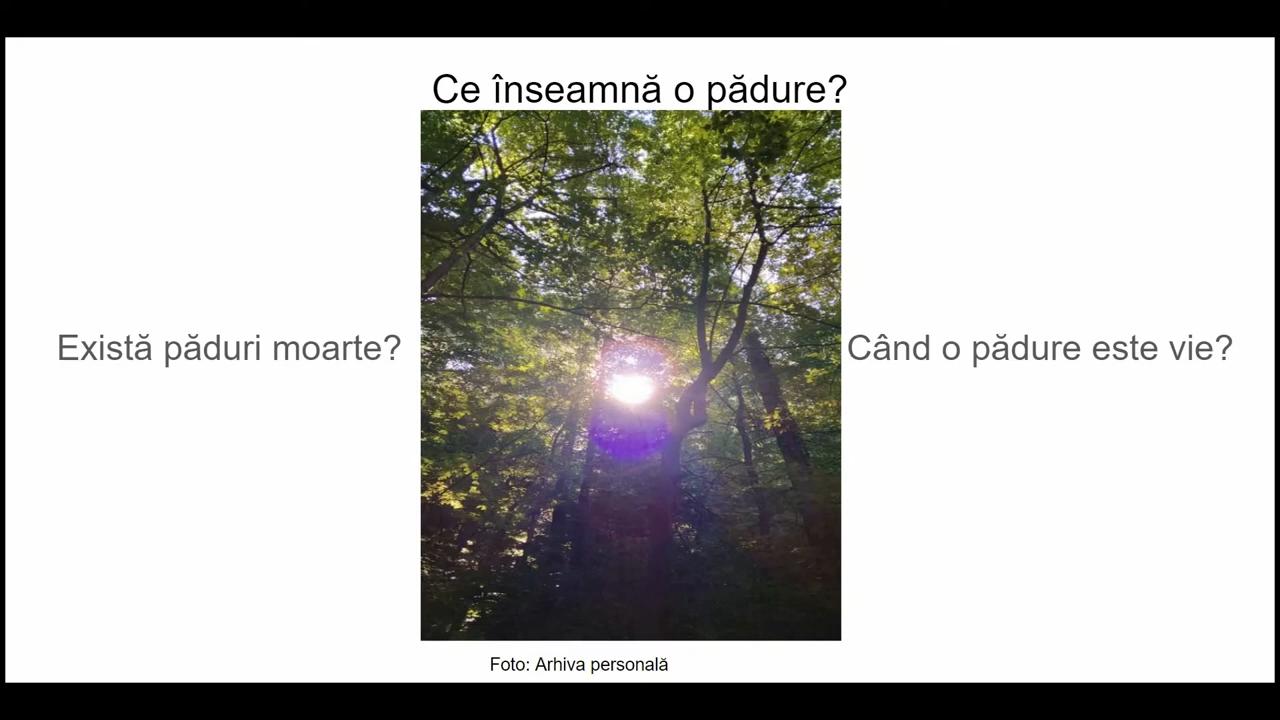 Ce înseamnă o pădure?
Există păduri moarte?
Când o pădure este vie?
Foto: Arhiva personală